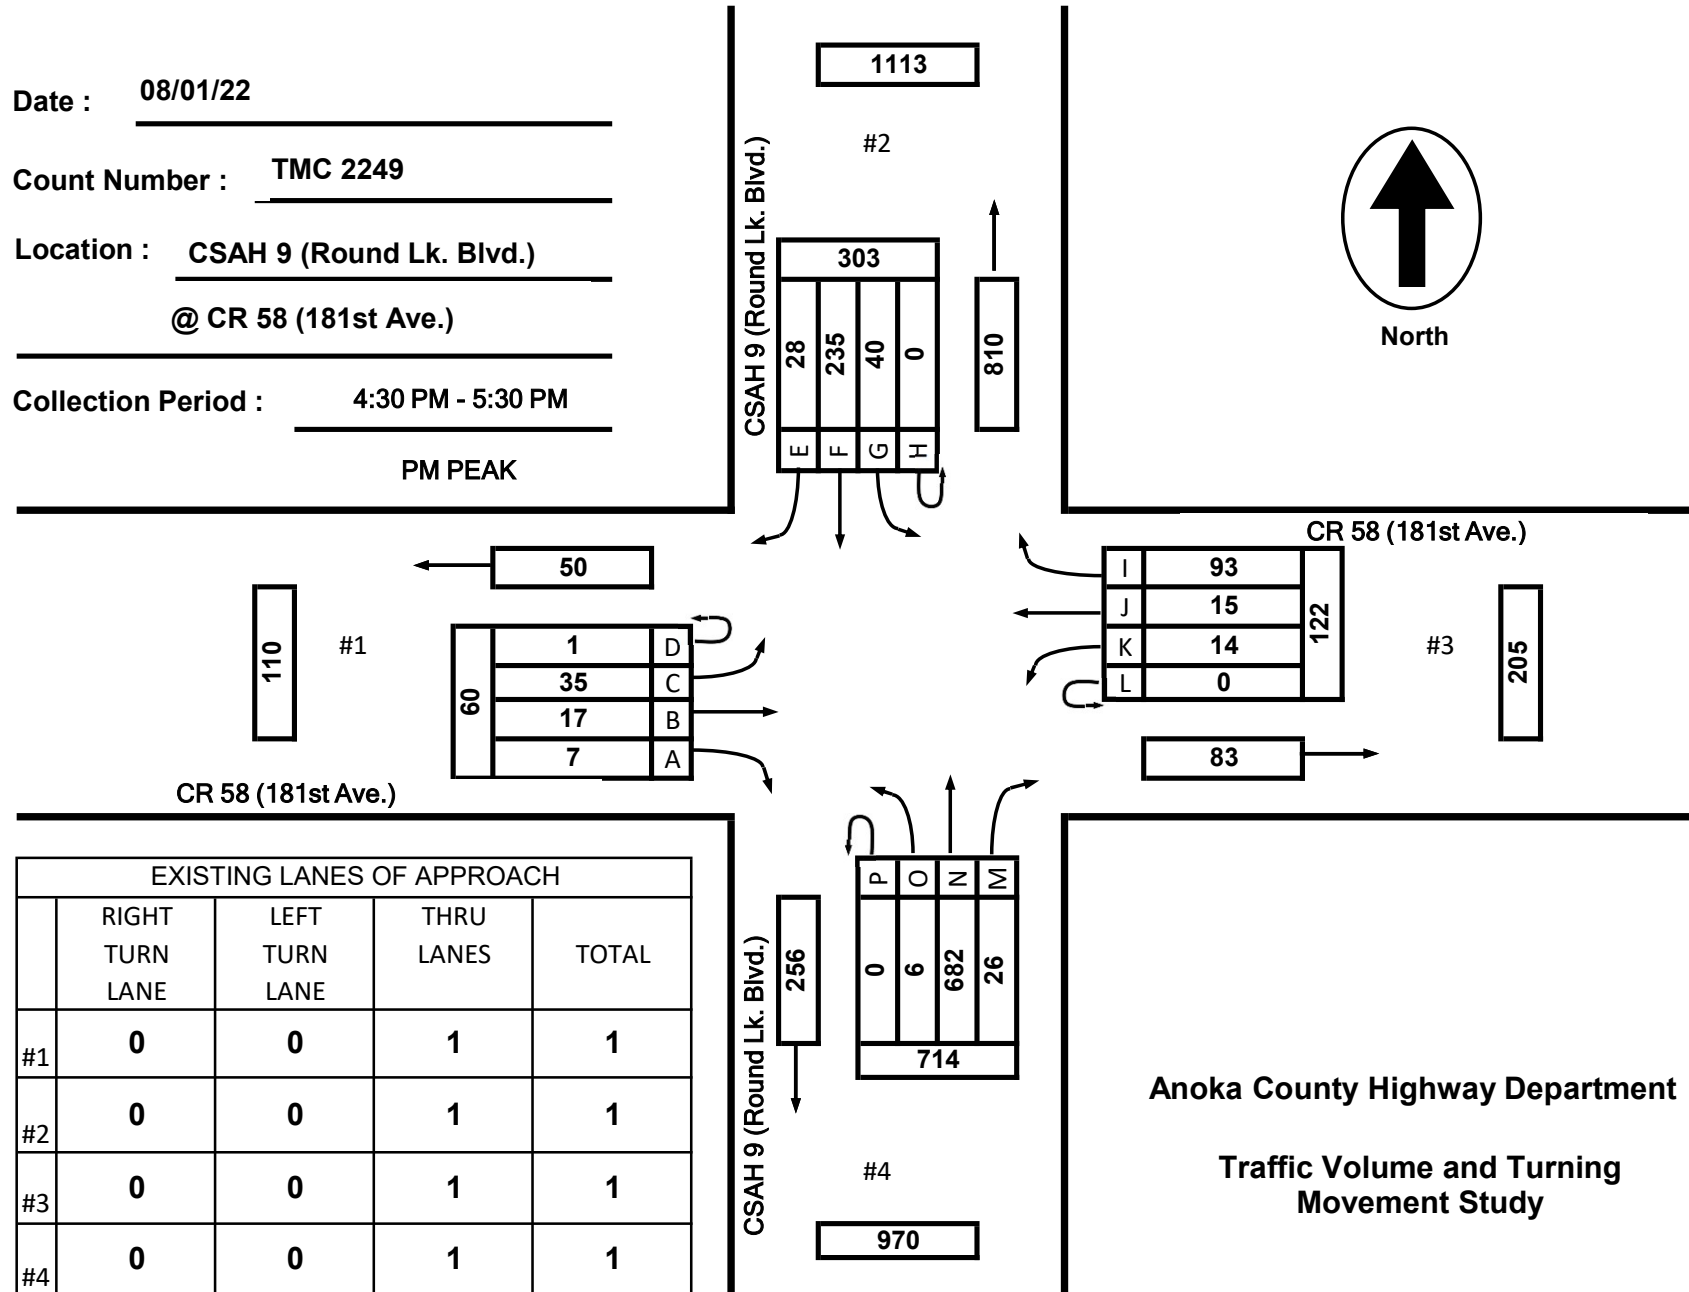 Date : 08/01/22
Count Number : TMC 2249
Location : CSAH 9 (Round Lk. Blvd.)
@ CR 58 (181st Ave.)
Collection Period : 4:30 PM - 5:30 PM
PM PEAK
1113
#2
CSAH 9 (Round Lk. Blvd.)
303
28 235 40 0
E F G H
810
North
CR 58 (181st Ave.)
50
110
#1
60
1 D
35 C
17 B
7 A
CR 58 (181st Ave.)
I 93
J 15
K 14
L 0
122
#3
205
83
P O N M
0 6 682 26
714
256
CSAH 9 (Round Lk. Blvd.)
#4
970
EXISTING LANES OF APPROACH
RIGHT TURN LANE
LEFT TURN LANE
THRU LANES
TOTAL
#1 0 0 1 1
#2 0 0 1 1
#3 0 0 1 1
#4 0 0 1 1
Anoka County Highway Department
Traffic Volume and Turning
Movement Study